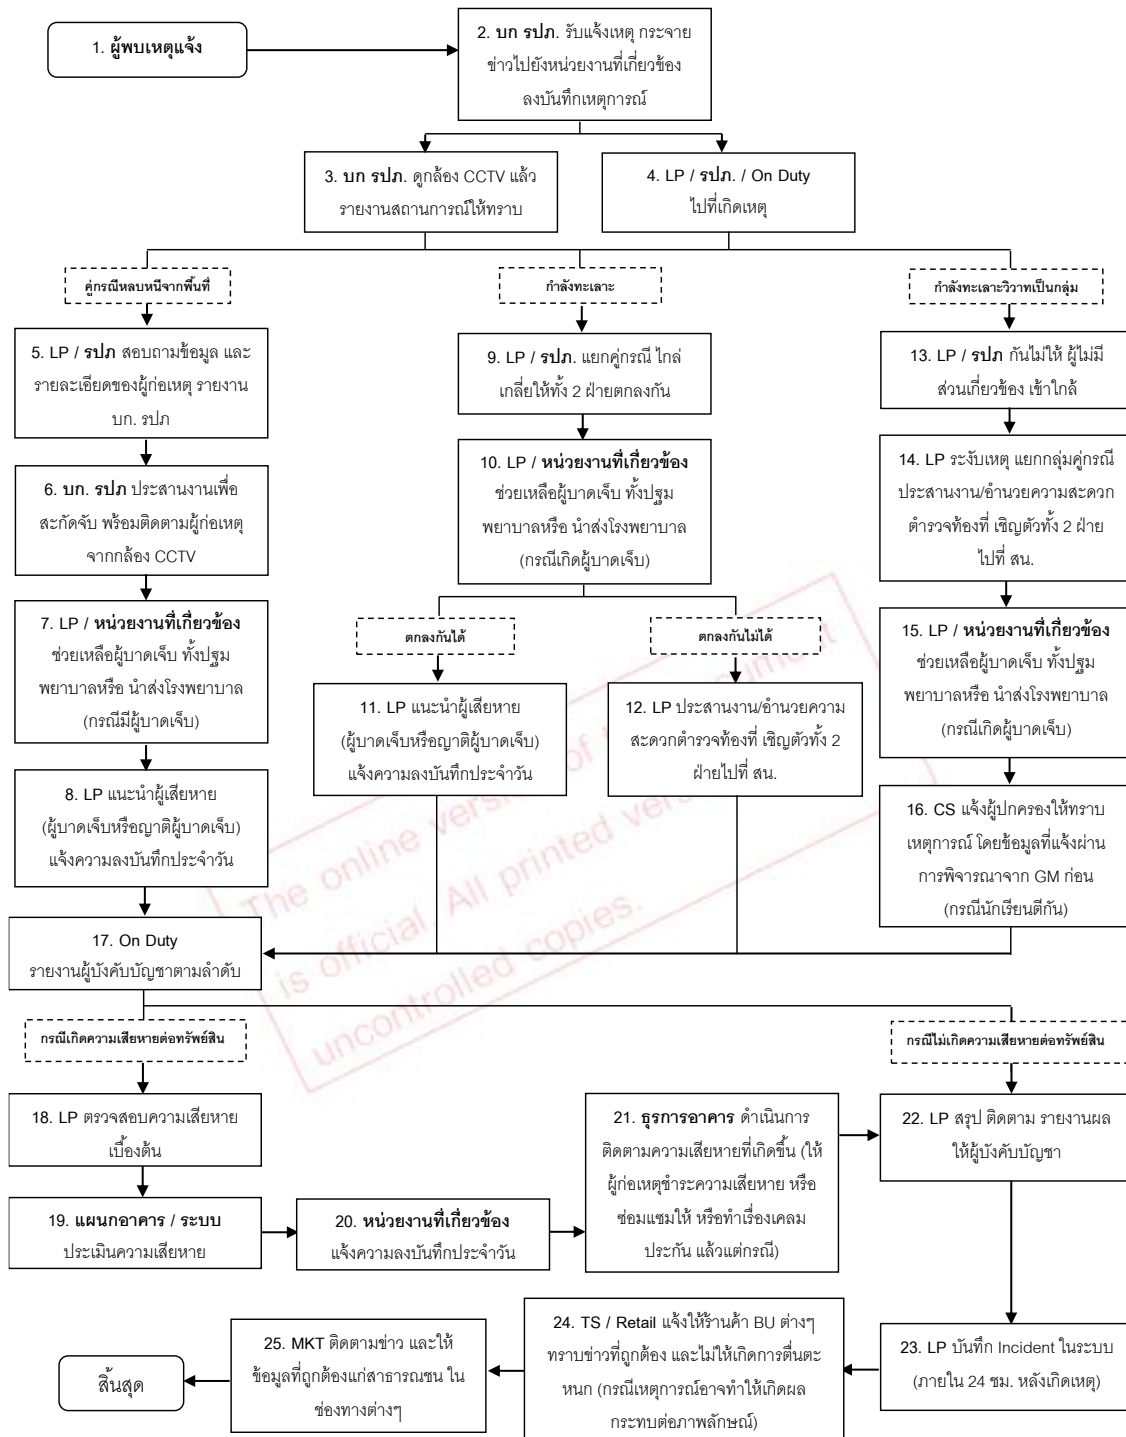 1. ผู้พบเหตุแจ้ง
2. บก รปภ. รับแจ้งเหตุ กระจาย
ข่าวไปยังหน่วยงานที่เกี่ยวข้อง
ลงบันทึกเหตุการณ์
3. บก รปภ. ดูกล้อง CCTV แล้ว
รายงานสถานการณ์ให้ทราบ
4. LP / รปภ. / On Duty
ไปที่เกิดเหตุ
คู่กรณีหลบหนีจากพื้นที่
5. LP / รปภ สอบถามข้อมูล และ
รายละเอียดของผู้ก่อเหตุ รายงาน
บก. รปภ
6. บก. รปภ ประสานงานเพื่อ
สะกัดจับ พร้อมติดตามผู้ก่อเหตุ
จากกล้อง CCTV
7. LP / หน่วยงานที่เกี่ยวข้อง
ช่วยเหลือผู้บาดเจ็บ ทั้งปฐม
พยาบาลหรือ นำส่งโรงพยาบาล
(กรณีมีผู้บาดเจ็บ)
8. LP แนะนำผู้เสียหาย
(ผู้บาดเจ็บหรือญาติผู้บาดเจ็บ)
แจ้งความลงบันทึกประจำวัน
กำลังทะเลาะ
9. LP / รปภ. แยกคู่กรณี ไกล่
เกลี่ยให้ทั้ง 2 ฝ่ายตกลงกัน
10. LP / หน่วยงานที่เกี่ยวข้อง
ช่วยเหลือผู้บาดเจ็บ ทั้งปฐม
พยาบาลหรือ นำส่งโรงพยาบาล
(กรณีเกิดผู้บาดเจ็บ)
ตกลงกันได้
11. LP แนะนำผู้เสียหาย
(ผู้บาดเจ็บหรือญาติผู้บาดเจ็บ)
แจ้งความลงบันทึกประจำวัน
ตกลงกันไม่ได้
12. LP ประสานงาน/อำนวยความ
สะดวกตำรวจท้องที่ เชิญตัวทั้ง 2
ฝ่ายไปที่ สน.
กำลังทะเลาะวิวาทเป็นกลุ่ม
13. LP / รปภ กันไม่ให้ ผู้ไม่มี
ส่วนเกี่ยวข้อง เข้าใกล้
14. LP ระงับเหตุ แยกกลุ่มคู่กรณี
ประสานงาน/อำนวยความสะดวก
ตำรวจท้องที่ เชิญตัวทั้ง 2 ฝ่าย
ไปที่ สน.
15. LP / หน่วยงานที่เกี่ยวข้อง
ช่วยเหลือผู้บาดเจ็บ ทั้งปฐม
พยาบาลหรือ นำส่งโรงพยาบาล
(กรณีเกิดผู้บาดเจ็บ)
16. CS แจ้งผู้ปกครองให้ทราบ
เหตุการณ์ โดยข้อมูลที่แจ้งผ่าน
การพิจารณาจาก GM ก่อน
(กรณีนักเรียนตีกัน)
17. On Duty
รายงานผู้บังคับบัญชาตามลำดับ
กรณีเกิดความเสียหายต่อทรัพย์สิน
18. LP ตรวจสอบความเสียหาย
เบื้องต้น
19. แผนกอาคาร / ระบบ
ประเมินความเสียหาย
20. หน่วยงานที่เกี่ยวข้อง
แจ้งความลงบันทึกประจำวัน
21. ธุรการอาคาร ดำเนินการ
ติดตามความเสียหายที่เกิดขึ้น (ให้
ผู้ก่อเหตุชำระความเสียหาย หรือ
ซ่อมแซมให้ หรือทำเรื่องเคลม
ประกัน แล้วแต่กรณี)
กรณีไม่เกิดความเสียหายต่อทรัพย์สิน
22. LP สรุป ติดตาม รายงานผล
ให้ผู้บังคับบัญชา
23. LP บันทึก Incident ในระบบ
(ภายใน 24 ชม. หลังเกิดเหตุ)
24. TS / Retail แจ้งให้ร้านค้า BU ต่างๆ
ทราบข่าวที่ถูกต้อง และไม่ให้เกิดการตื่นตะ
หนก (กรณีเหตุการณ์อาจทำให้เกิดผล
กระทบต่อภาพลักษณ์)
25. MKT ติดตามข่าว และให้
ข้อมูลที่ถูกต้องแก่สาธารณชน ใน
ช่องทางต่างๆ
สิ้นสุด
The online version of document
is official. All printed ver
uncontrolled copies.